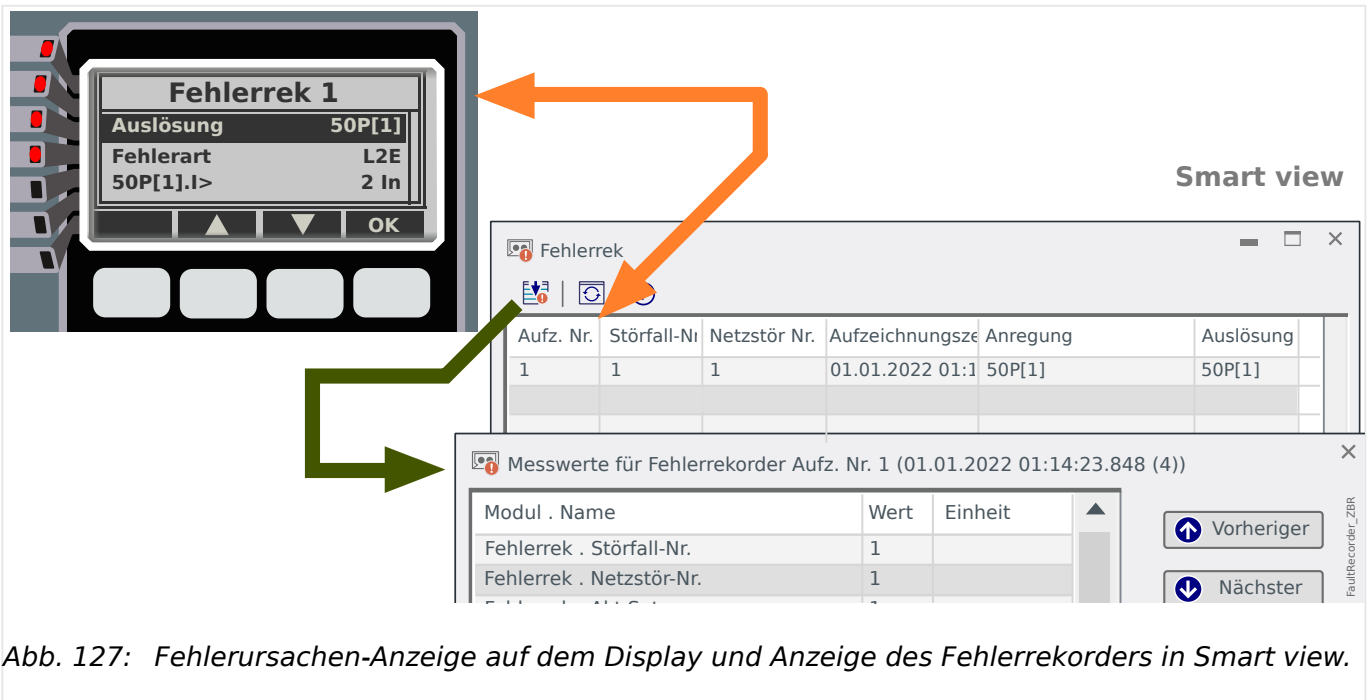 Fehlerrek 1
Auslösung 50P[1]
Fehlerart L2E
50P[1].I> 2 In
OK
Smart view
Fehlerrek
Aufz. Nr. Störfall-Nr Netzstör Nr. Aufzeichnungsze Anregung Auslösung
1 1 1 01.01.2022 01:1 50P[1] 50P[1]
Messwerte für Fehlerrekorder Aufz. Nr. 1 (01.01.2022 01:14:23.848 (4))
Modul . Name Wert Einheit
Fehlerrek . Störfall-Nr. 1
Fehlerrek . Netzstör-Nr. 1
Vorheriger
Nächster
FaultRecorder_ZBR
Abb. 127: Fehlerursachen-Anzeige auf dem Display und Anzeige des Fehlerrekorders in Smart view.